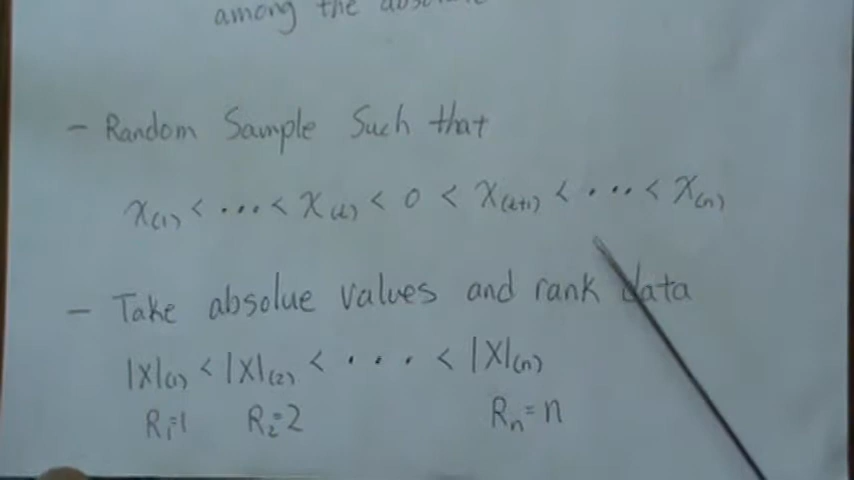 among the absolute
- Random Sample Such that
X(1) < ... < X(k) < 0 < X(k+1) < ... < X(n)
- Take absolue values and rank data
|X|(1) < |X|(2) < .... < |X|(n)
R1=1 R2=2 Rn=n